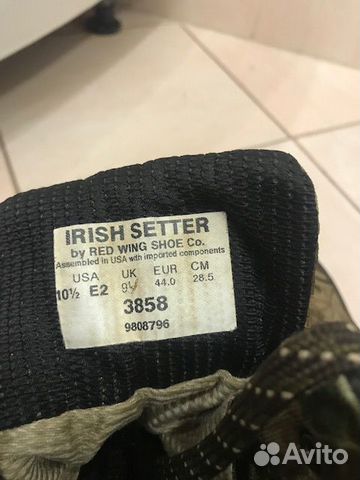 IRISH SETTER
by RED WING SHOE Co.
Assembled in USA with imported components
USA UK EUR CM
10½ E2 9½ 44.0 28.5
3858
9808796
Avito